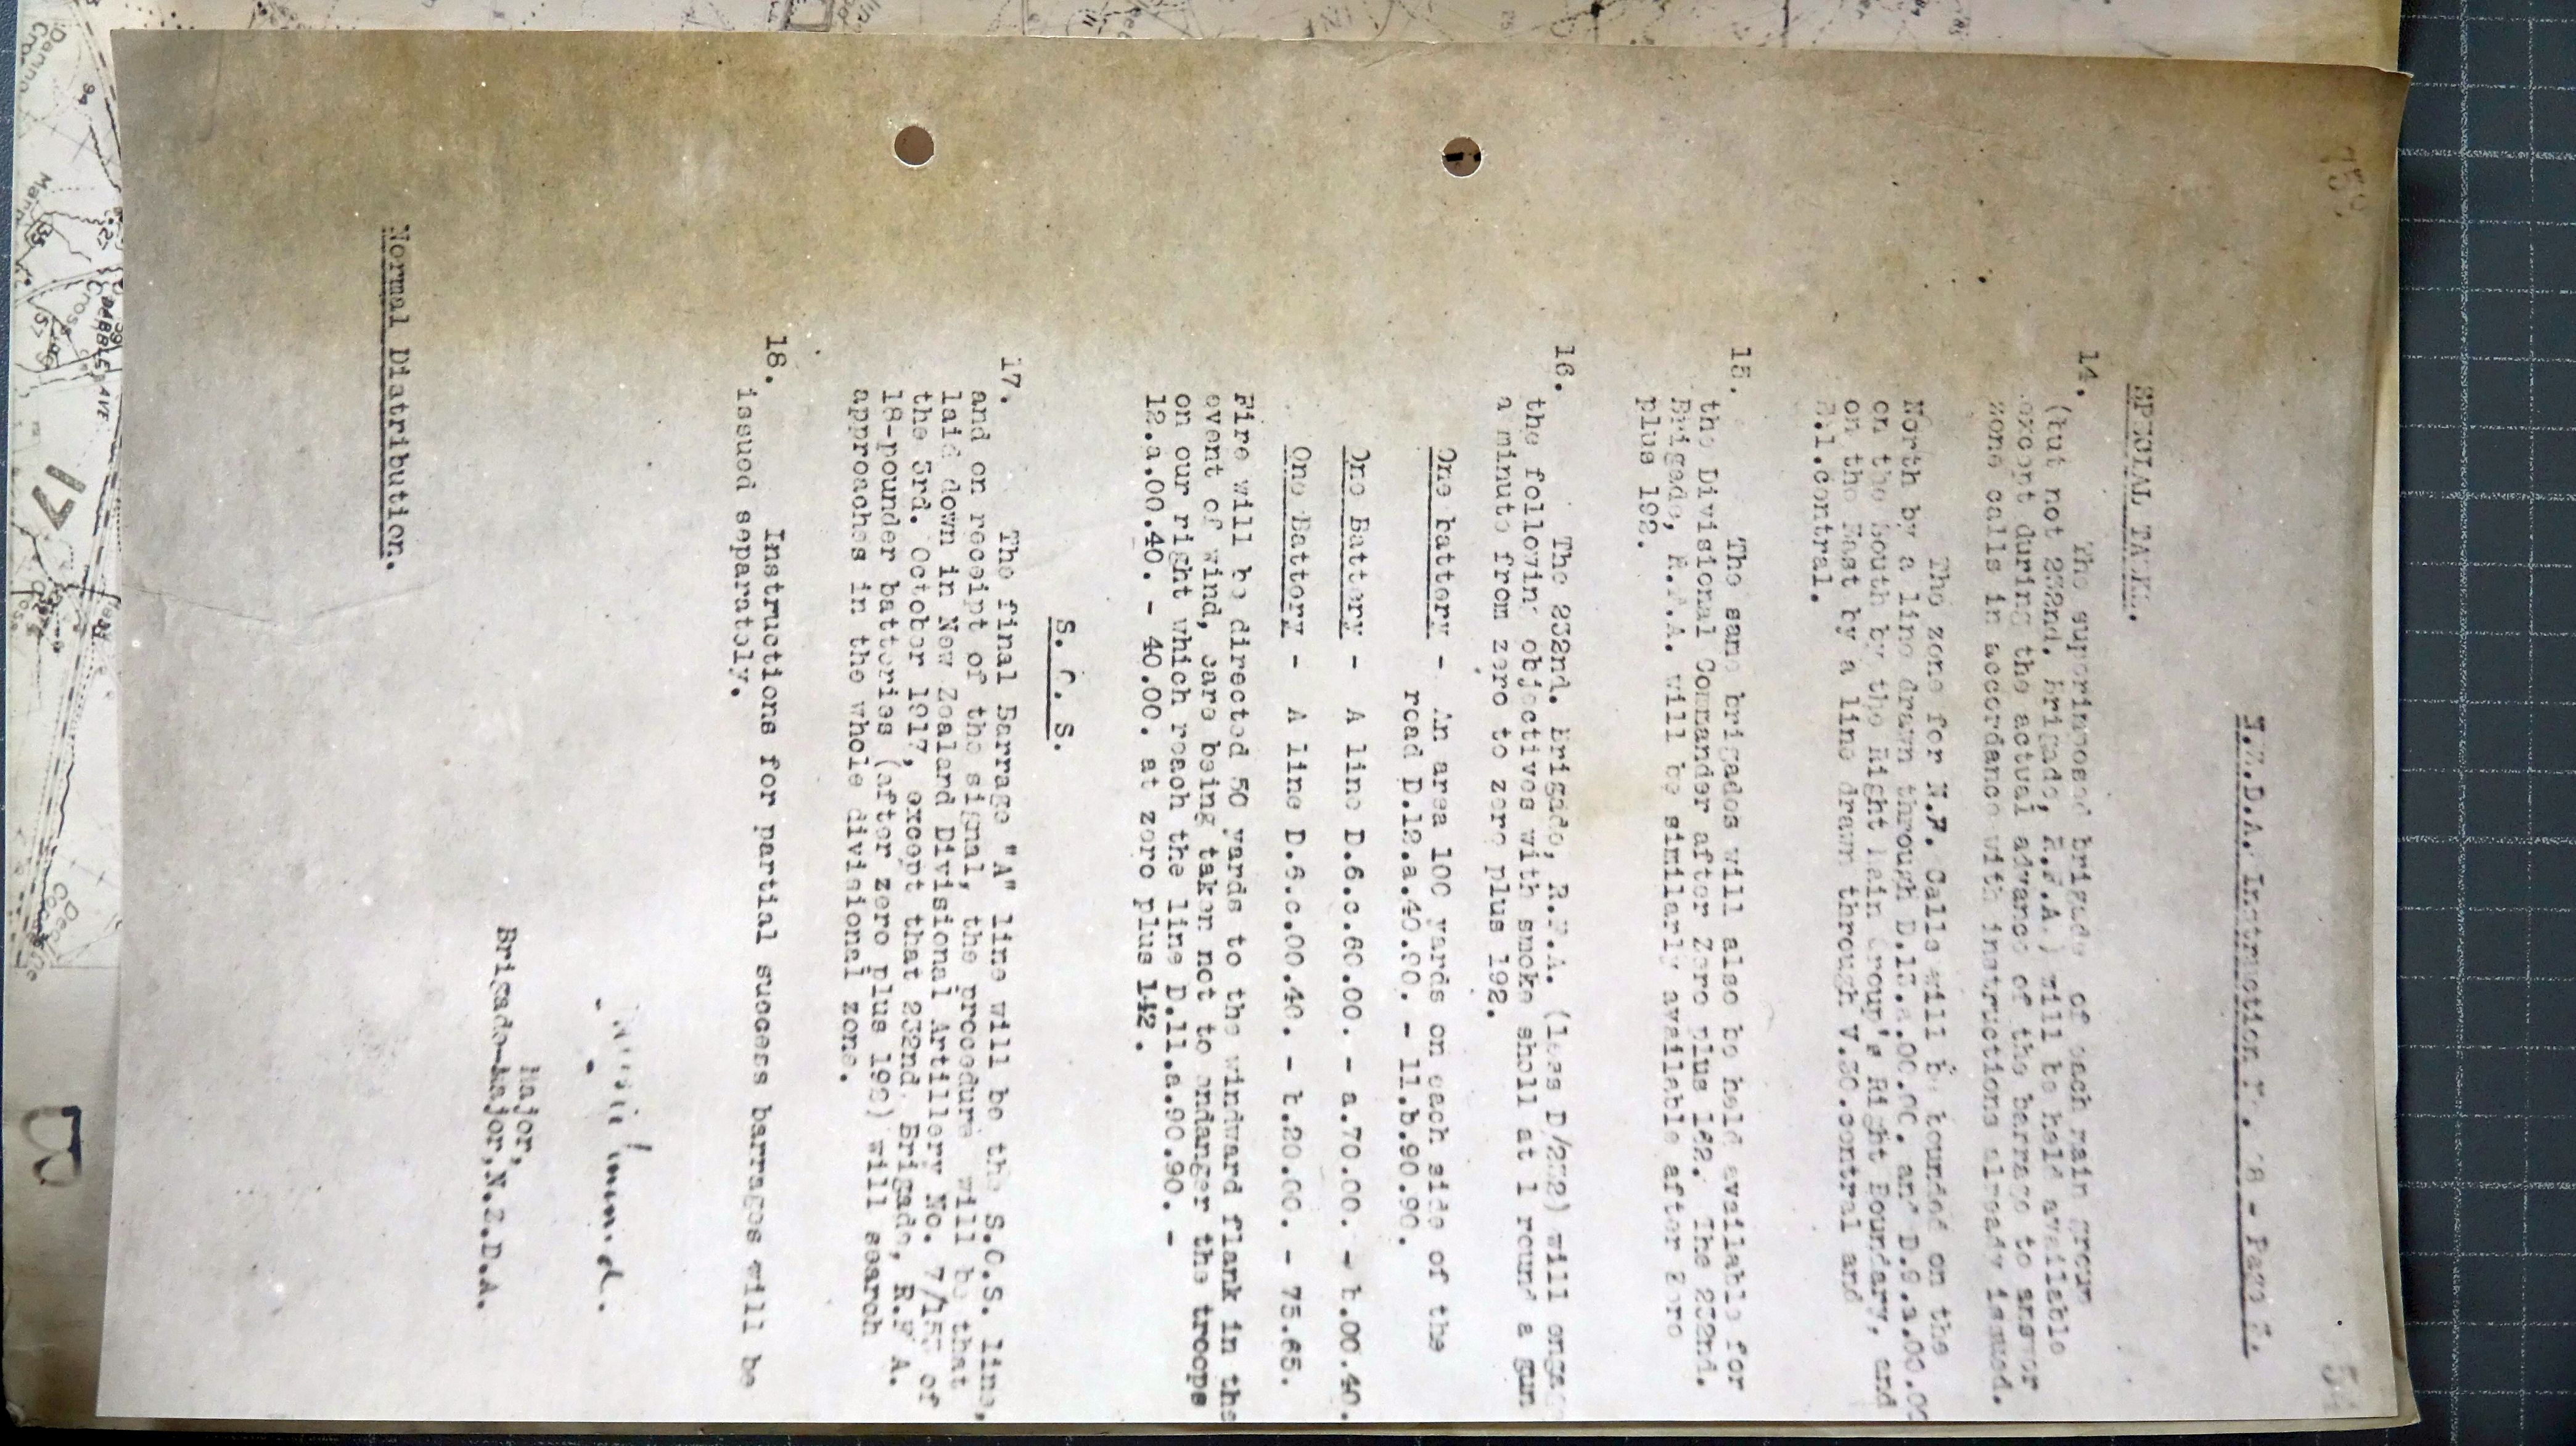 N.Z.D.A. Instruction No. 8 - Page
SPECIAL TASKS.
14. The superimposed brigade of each main group
(but not 232nd. Brigade, R.F.A.) will be held available
except during the actual advance of the barrage to answer
zone calls in accordance with instructions already issued.
The zone for N.F. Calls will be bounded on the
North by a line drawn through and D.9.a.00.00
on the South by the Right Main Group's Right Boundary, and
on the East by a line drawn through V.30.central and
central.
15. The same brigades will also be held available for
the Divisional Commander after Zero plus The 232nd.
Brigade, R.F.A. will be similarly available after Zero
plus 192.
16. The 232nd. Brigade, R.F.A. (less D/232) will engage
the following objectives with smoke shell at 1 round a gun
a minute from zero to zero plus 192.
One battery - An area 100 yards on each side of the
road D.12.a.40.90. - 11.b.90.90.
One Battery - A line D.6.c.60.00. - a.70.00. - b.00.40.
One Battery - A line D.6.c.00.40. - b.20.00. - 75.65.
Fire will be directed 50 yards to the windward flank in the
event of wind, care being taken not to endanger the troops
on our right which reach the line D.11.a.90.90. -
12.a.00.40. - 40.00. at zero plus 142.
S. O. S.
17. The final Barrage "A" line will be the S.O.S. line,
and on receipt of the signal, the procedure will be that
laid down in New Zealand Divisional Artillery No. of
the 3rd. October 1917, except that 232nd. Brigade, R.F.A.
18-pounder batteries (after zero plus 192) will search
approaches in the whole divisional zone.
18. Instructions for partial success barrages will be
issued separately.
Major,
Brigade-Major, N.Z.D.A.
Normal Distribution.
17